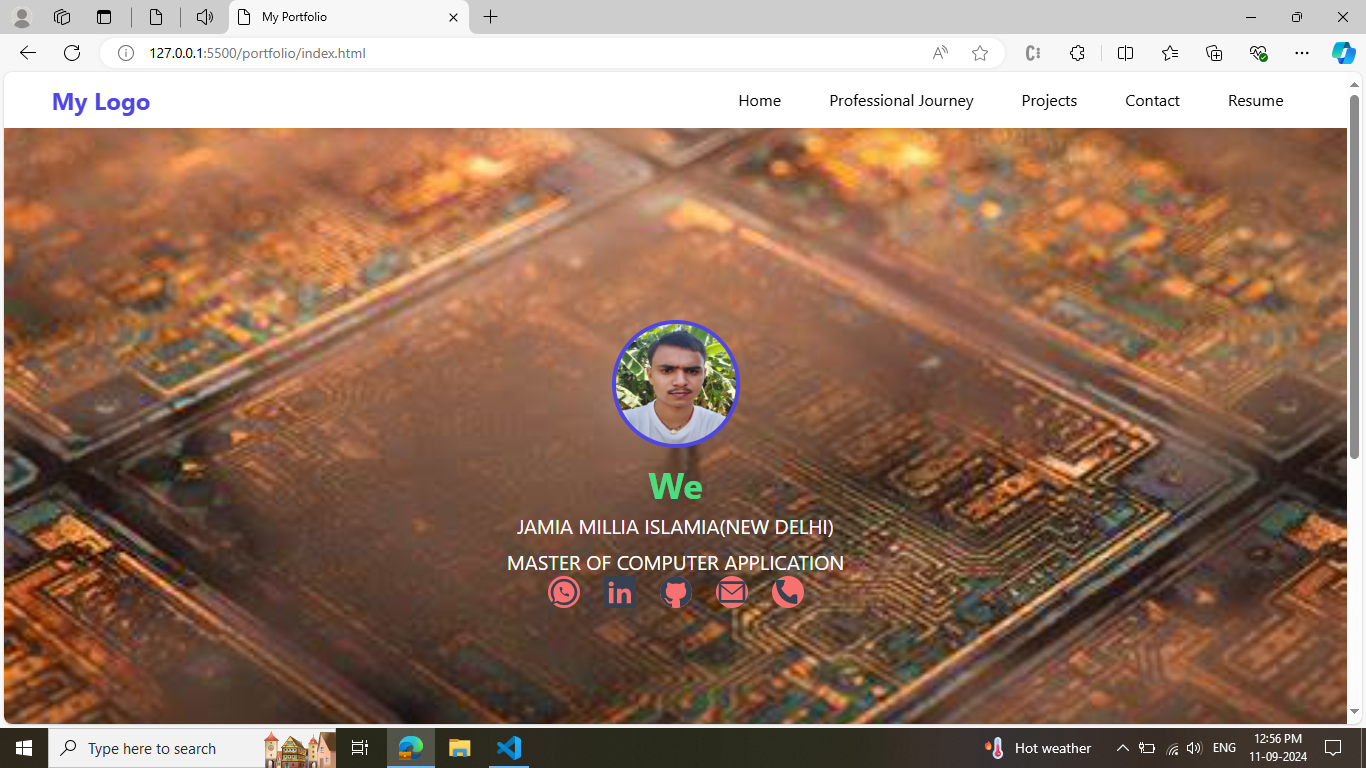 My Portfolio
127.0.0.1:5500/portfolio/index.html
My Logo
Home
Professional Journey
Projects
Contact
Resume
We
JAMIA MILLIA ISLAMIA(NEW DELHI)
MASTER OF COMPUTER APPLICATION
Type here to search
Hot weather
ENG
12:56 PM
11-09-2024